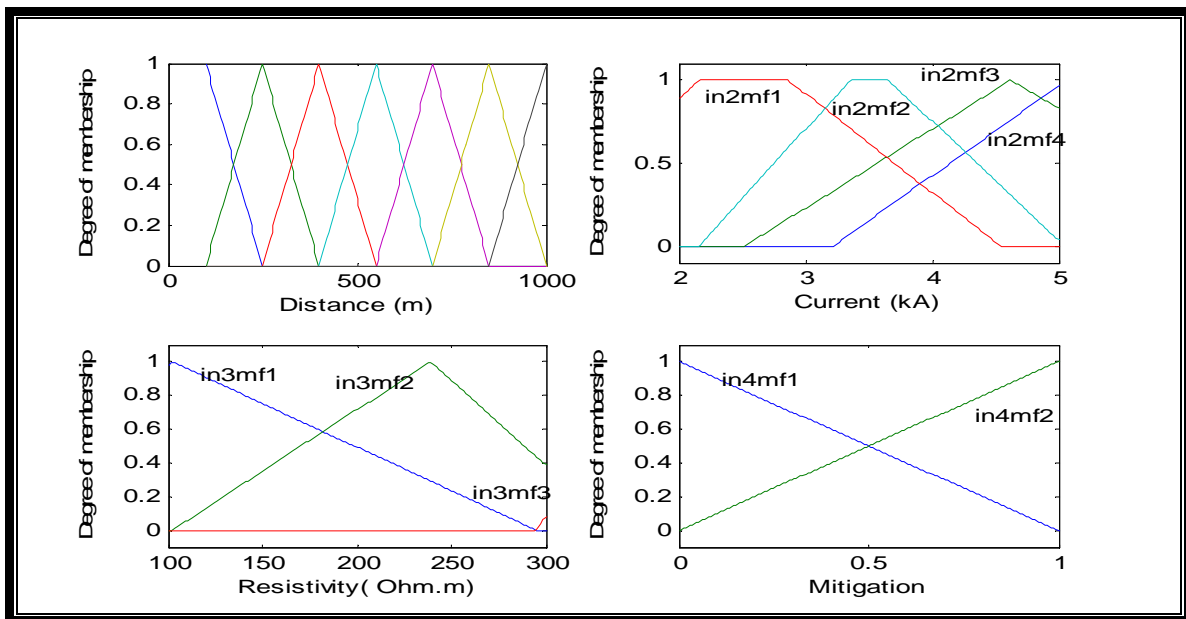 Degree of membership
1
0.8
0.6
0.4
0.2
0
0 500 1000
Distance (m)
Degree of membership
1
0.5
0
in2mf1
in2mf2
in2mf3
in2mf4
2 3 4 5
Current (kA)
Degree of membership
1
0.8
0.6
0.4
0.2
0
in3mf1
in3mf2
in3mf3
100 150 200 250 300
Resistivity( Ohm.m)
Degree of membership
1
0.8
0.6
0.4
0.2
0
in4mf1
in4mf2
0 0.5 1
Mitigation